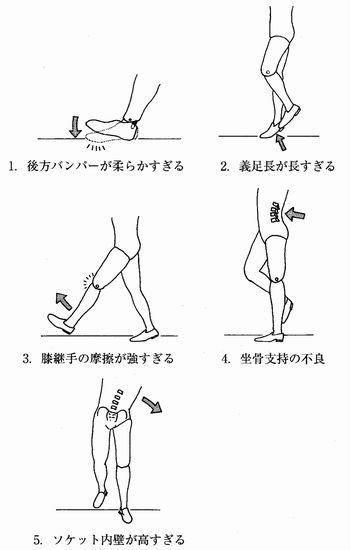 1. 後方バンパーが柔らかすぎる
2. 義足長が長すぎる
3. 膝継手の摩擦が強すぎる
4. 坐骨支持の不良
5. ソケット内壁が高すぎる